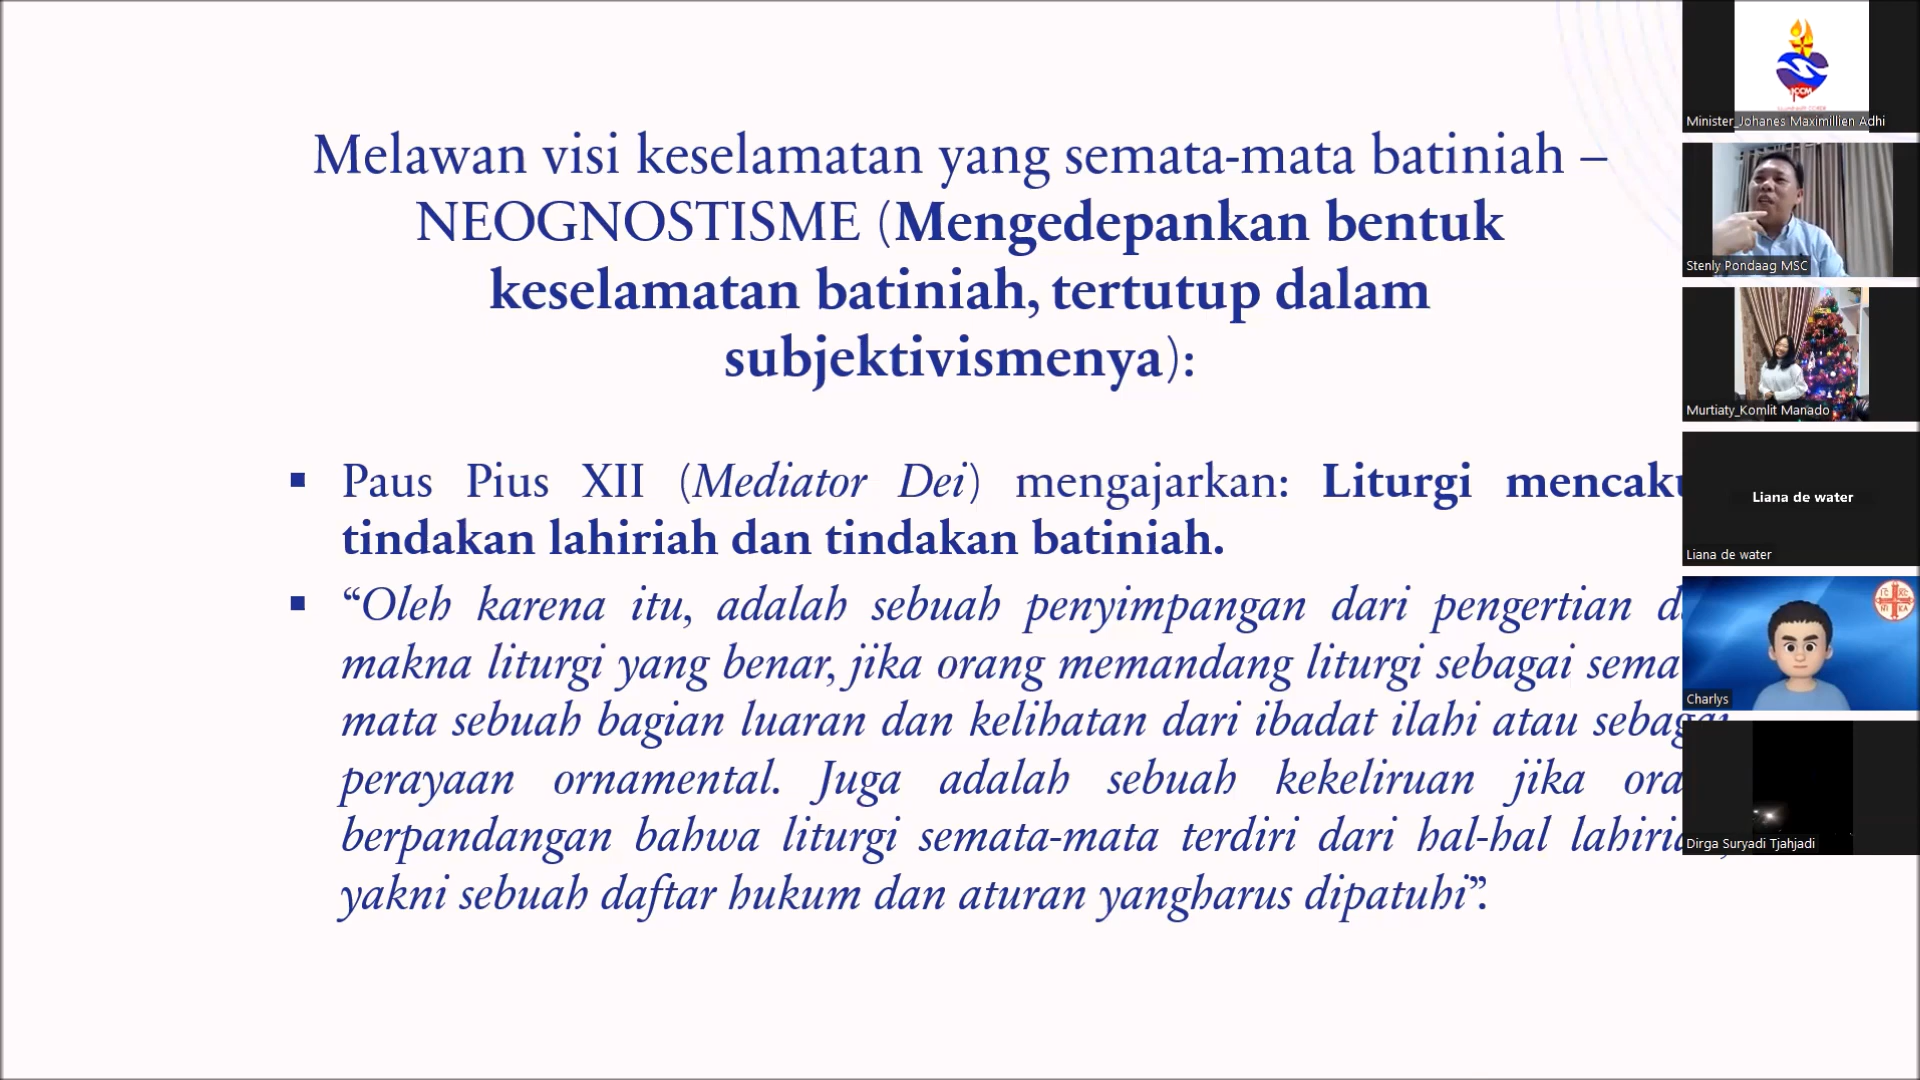 Melawan visi keselamatan yang semata-mata batiniah –
NEOGNOSTISME (Mengedepankan bentuk
keselamatan batiniah, tertutup dalam
subjektivismenya):
▪ Paus Pius XII (Mediator Dei) mengajarkan: Liturgi
tindakan lahiriah dan tindakan batiniah.
▪ “Oleh karena itu, adalah sebuah penyimpangan dari pengertian
makna liturgi yang benar, jika orang memandang liturgi sebagai
mata sebuah bagian luaran dan kelihatan dari ibadat ilahi atau
perayaan ornamental. Juga adalah sebuah kekeliruan jika
berpandangan bahwa liturgi semata-mata terdiri dari hal-hal
yakni sebuah daftar hukum dan aturan yangharus dipatuhi”.
JCCM
Minister_Johanes Maximillien Adhi
Stenly Pondaag MSC
Murtiaty_Komlit Manado
Liana de water
Liana de water
IC XC
NI KA
Charlys
Dirga Suryadi Tjahjadi